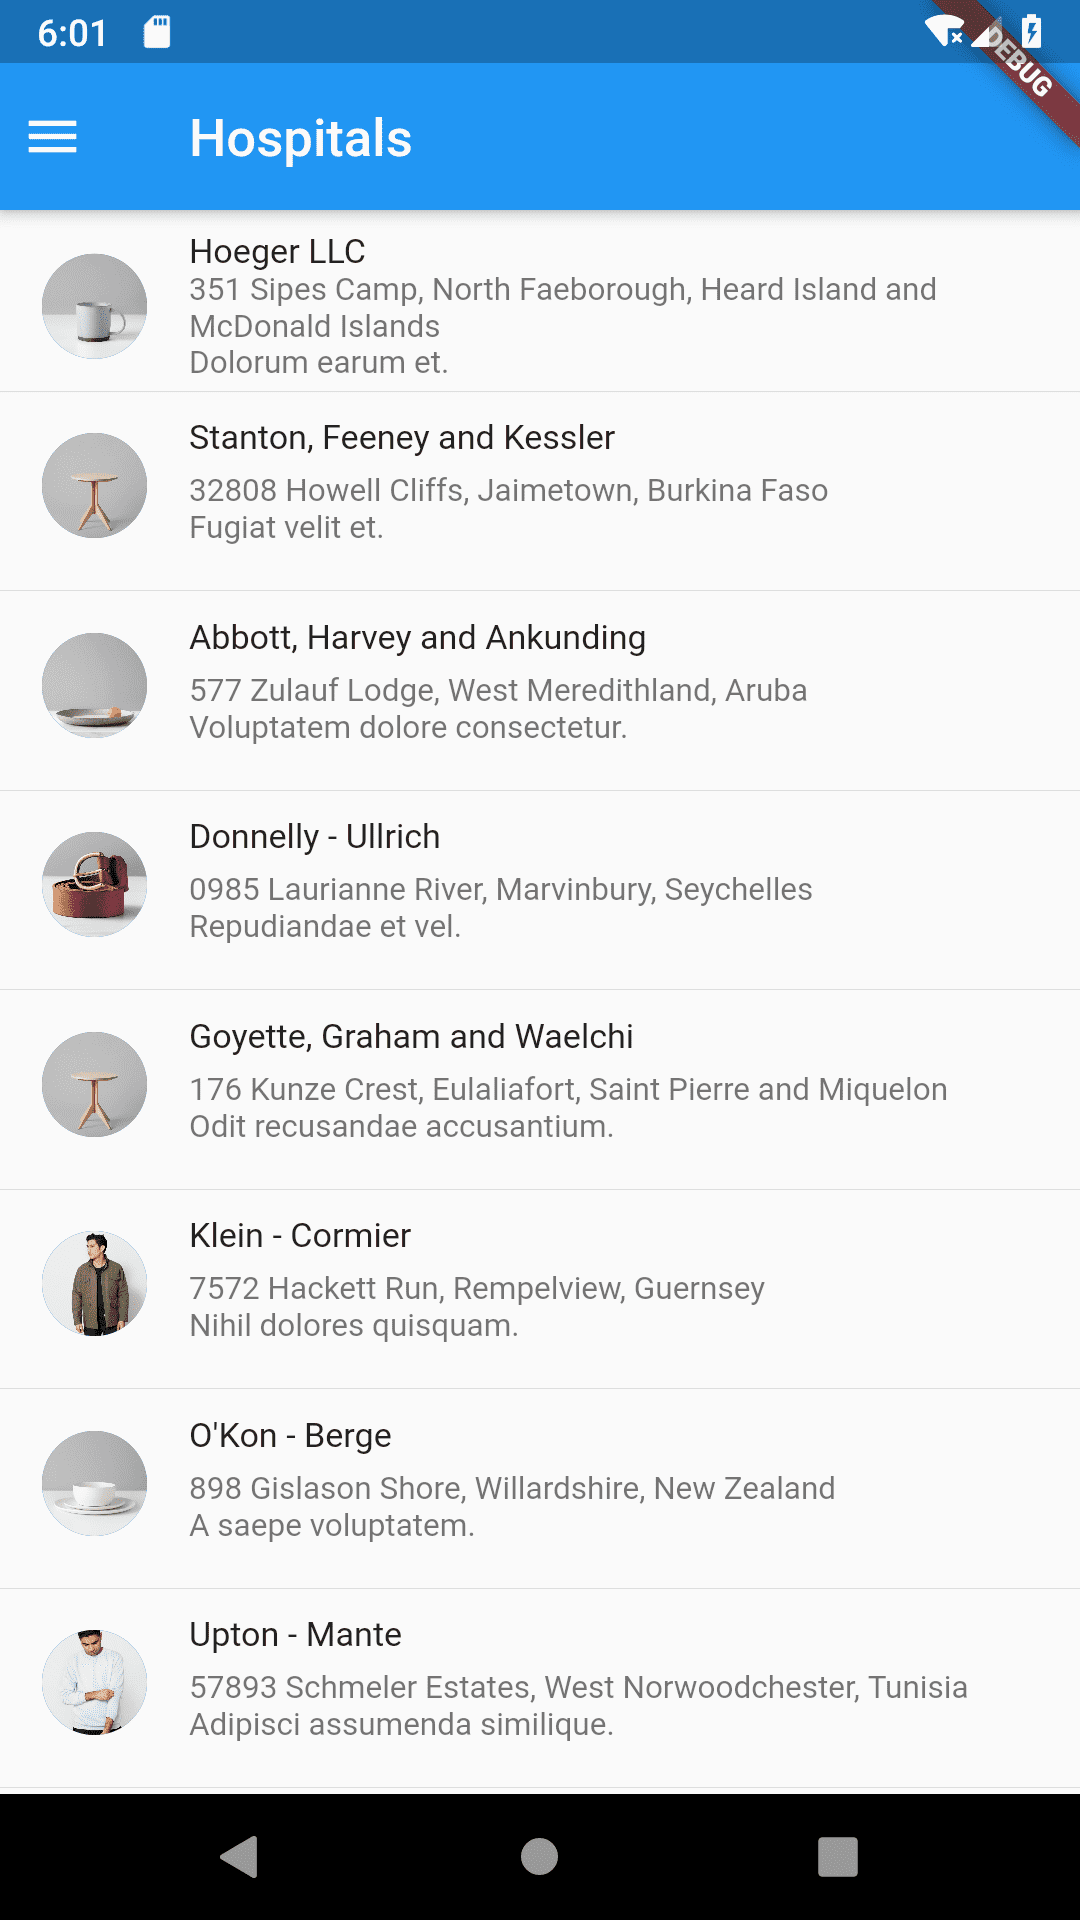 6:01
DEBUG
Hospitals
Hoeger LLC
351 Sipes Camp, North Faeborough, Heard Island and
McDonald Islands
Dolorum earum et.
Stanton, Feeney and Kessler
32808 Howell Cliffs, Jaimetown, Burkina Faso
Fugiat velit et.
Abbott, Harvey and Ankunding
577 Zulauf Lodge, West Meredithland, Aruba
Voluptatem dolore consectetur.
Donnelly - Ullrich
0985 Laurianne River, Marvinbury, Seychelles
Repudiandae et vel.
Goyette, Graham and Waelchi
176 Kunze Crest, Eulaliafort, Saint Pierre and Miquelon
Odit recusandae accusantium.
Klein - Cormier
7572 Hackett Run, Rempelview, Guernsey
Nihil dolores quisquam.
O'Kon - Berge
898 Gislason Shore, Willardshire, New Zealand
A saepe voluptatem.
Upton - Mante
57893 Schmeler Estates, West Norwoodchester, Tunisia
Adipisci assumenda similique.